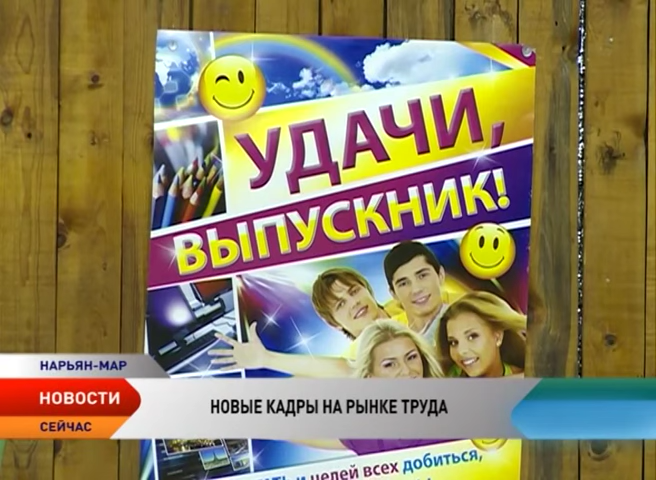 УДАЧИ,
ВЫПУСКНИК!
НАРЬЯН-МАР
НОВОСТИ
СЕЙЧАС
НОВЫЕ КАДРЫ НА РЫНКЕ ТРУДА
и целей всех добиться,